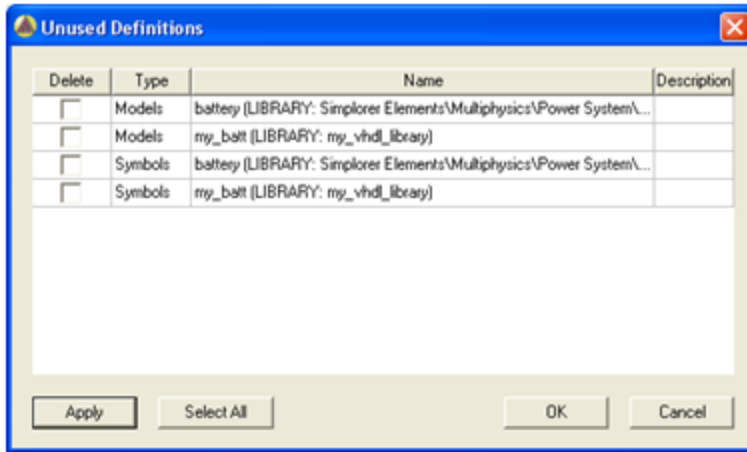 Unused Definitions
Delete Type Name Description
Models battery (LIBRARY: Simplorer Elements\Multiphysics\Power System\...
Models my_batt (LIBRARY: my_vhdl_library)
Symbols battery (LIBRARY: Simplorer Elements\Multiphysics\Power System\...
Symbols my_batt (LIBRARY: my_vhdl_library)
Apply Select All OK Cancel